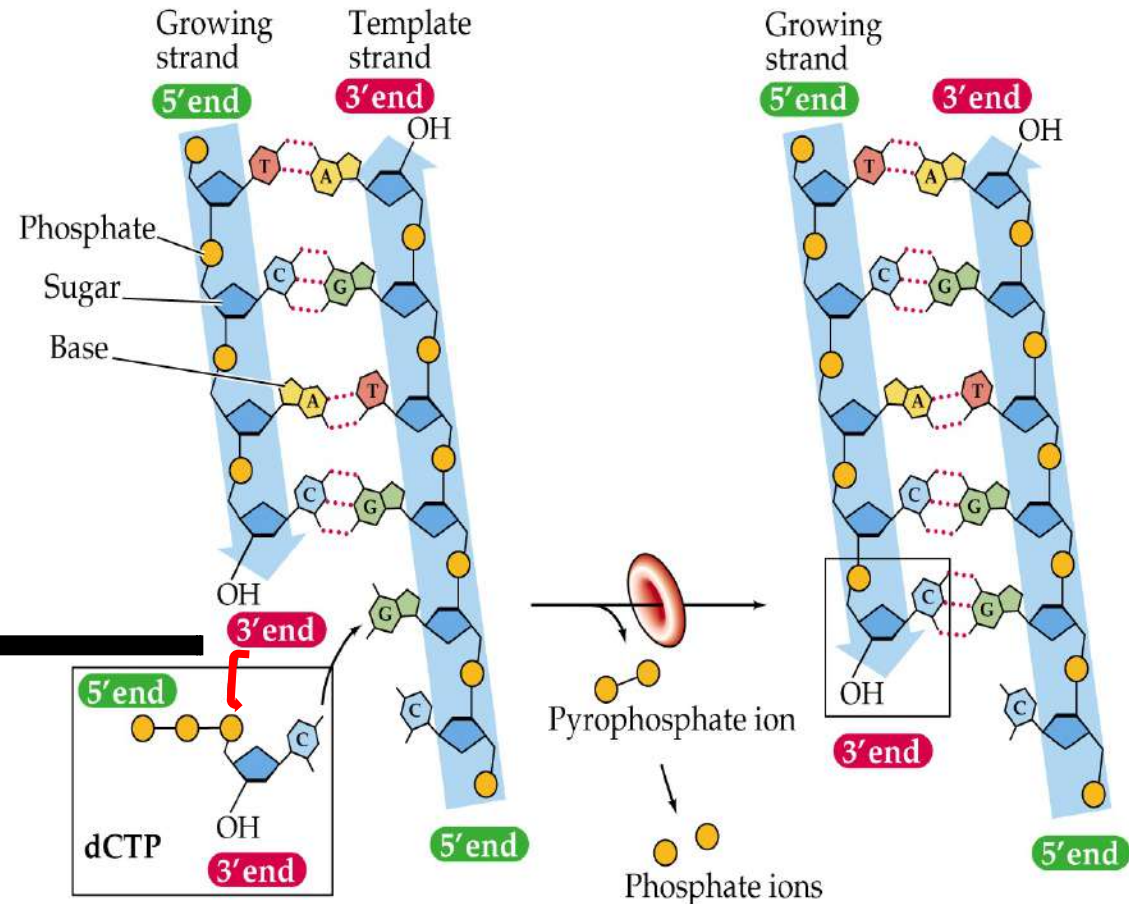 Growing
strand
5' end
Template
strand
3' end
OH
T
A
Phosphate
C
G
Sugar
Base
A
T
C
G
OH
3' end
G
5' end
C
C
OH
dCTP
3' end
5' end
Pyrophosphate ion
Phosphate ions
Growing
strand
5' end
3' end
OH
T
A
C
G
A
T
C
G
C
G
OH
C
3' end
5' end